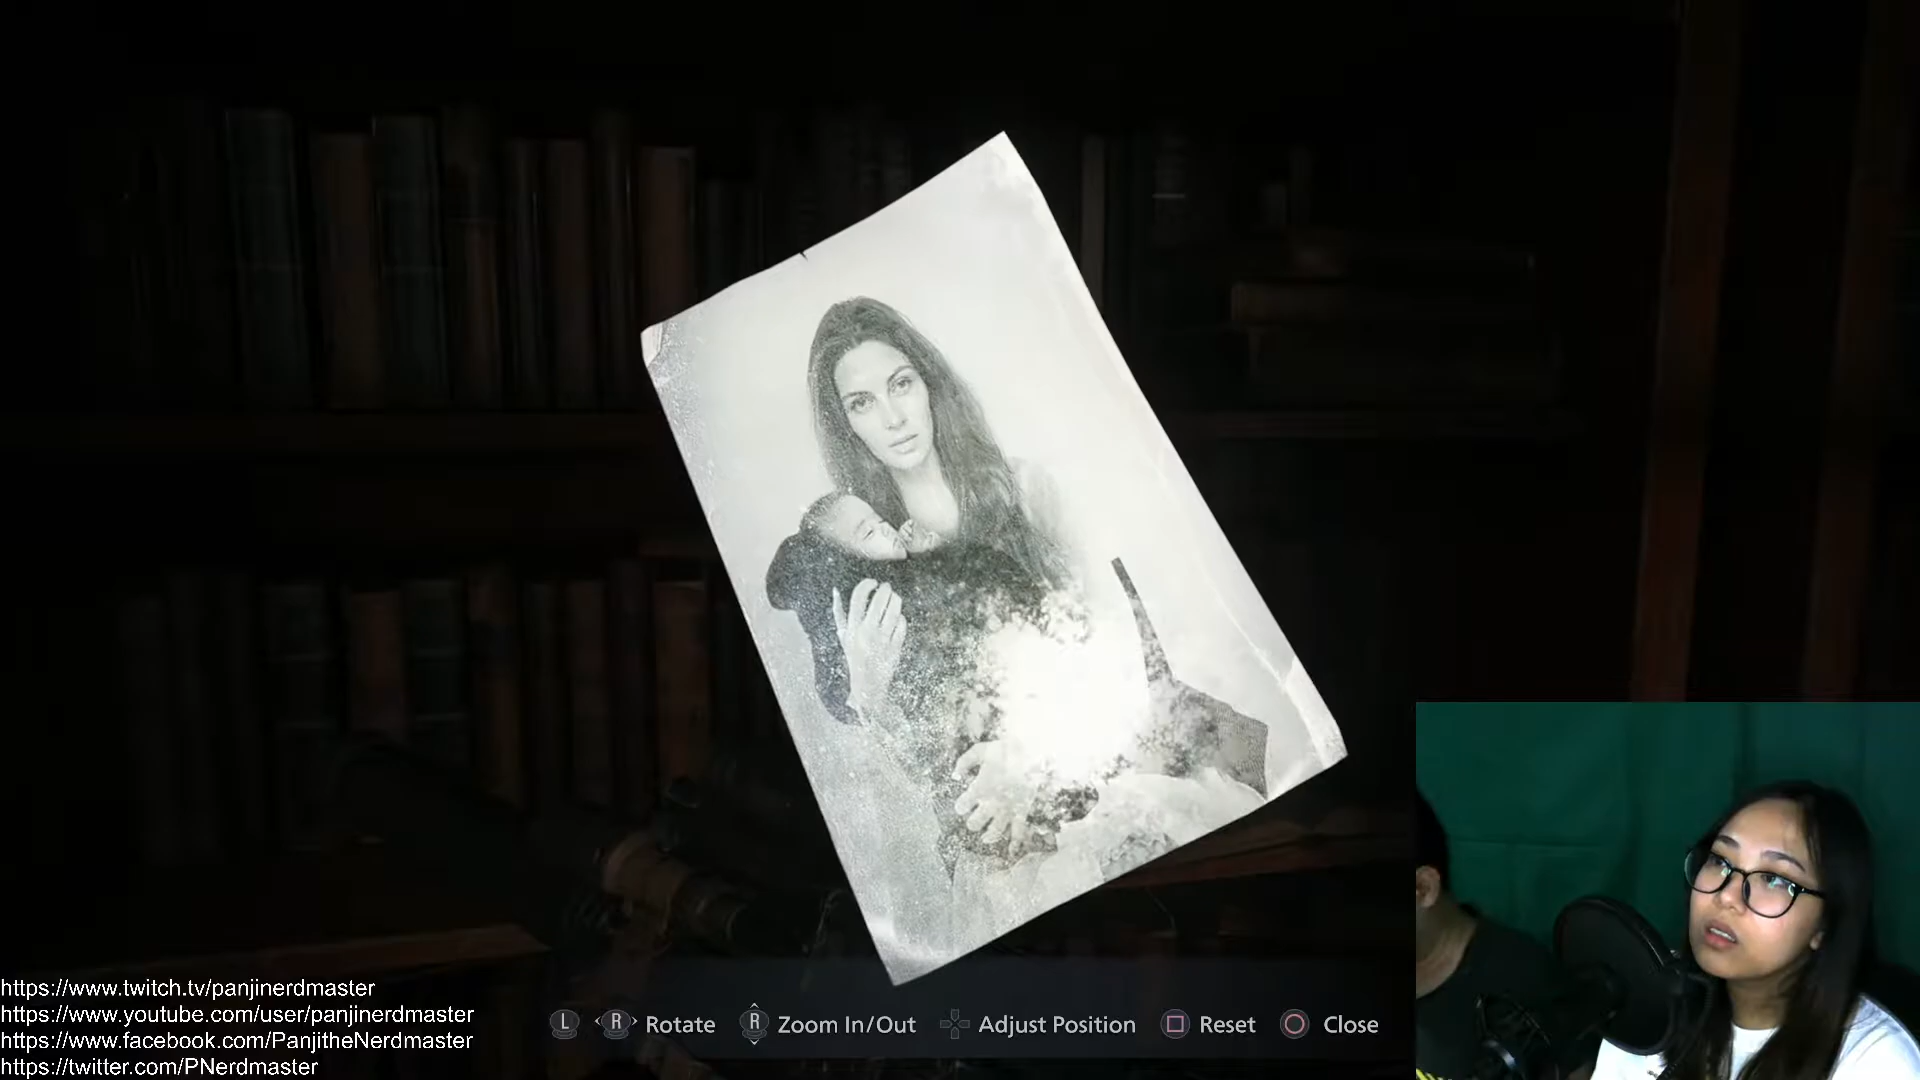 https://www.twitch.tv/panjinerdmaster
https://www.youtube.com/user/panjinerdmaster
https://www.facebook.com/PanjitheNerdmaster
https://twitter.com/PNerdmaster
L R Rotate R Zoom In/Out Adjust Position Reset Close